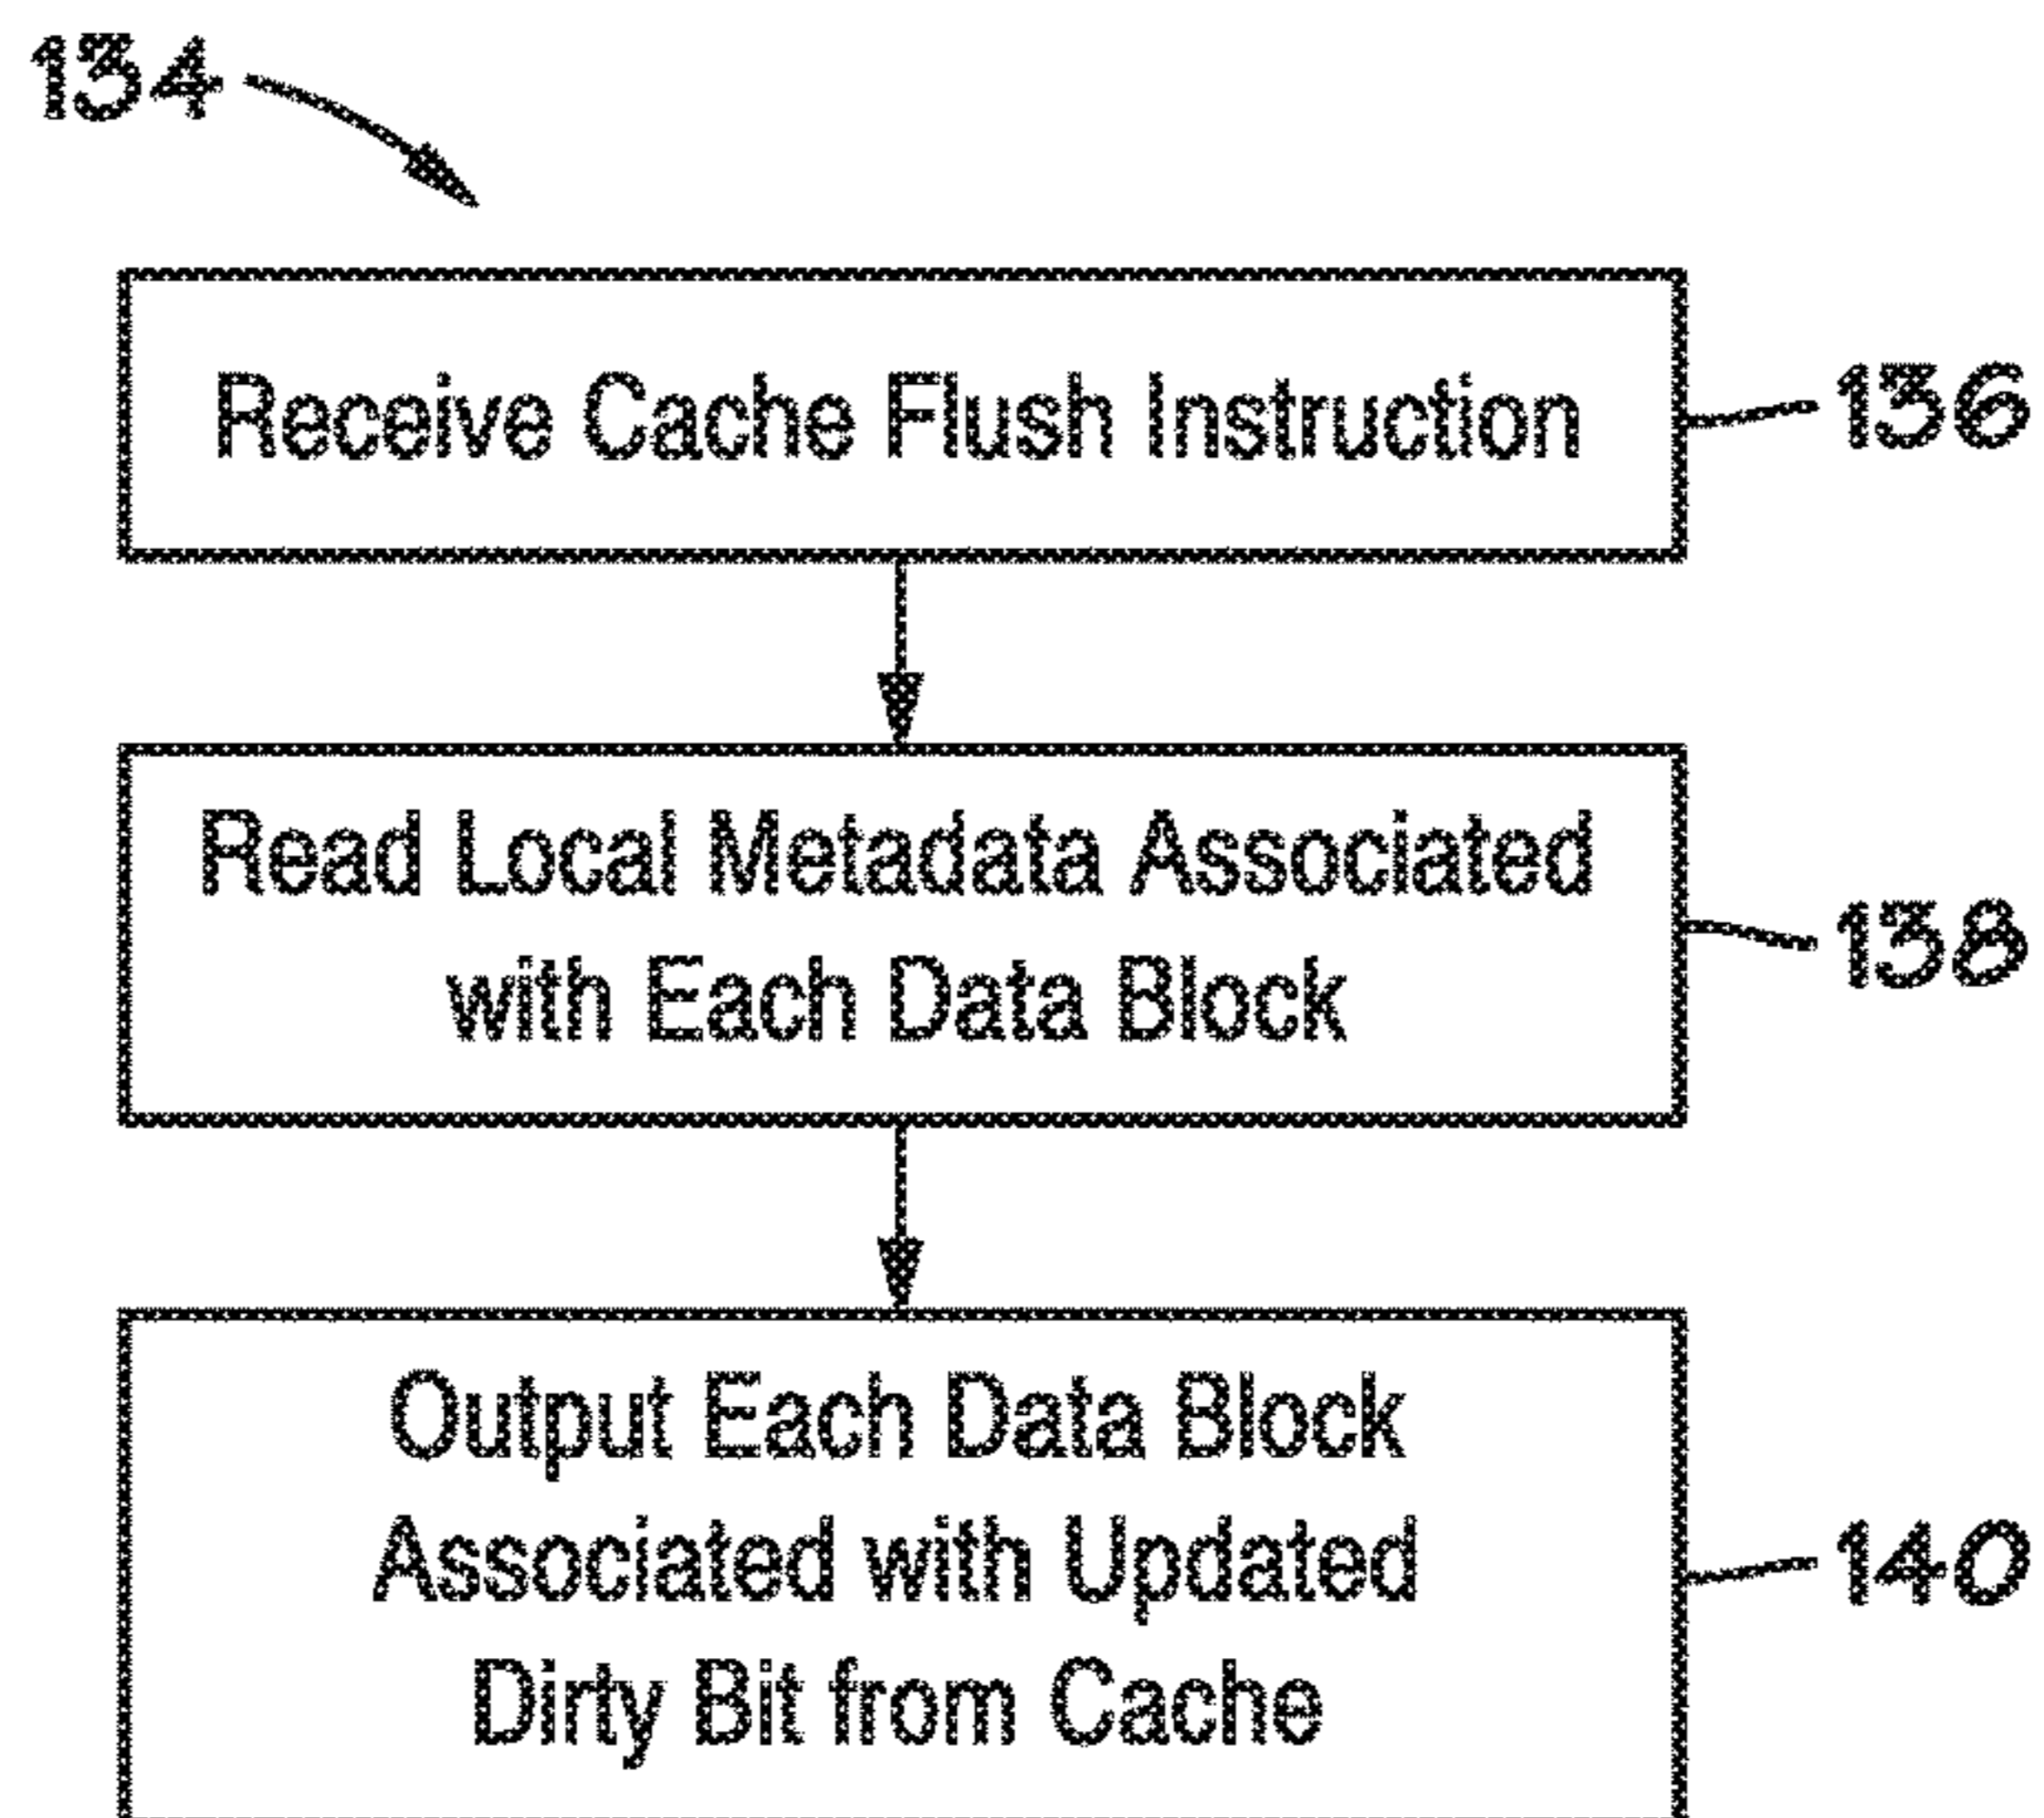 134
Receive Cache Flush Instruction
136
Read Local Metadata Associated
with Each Data Block
138
Output Each Data Block
Associated with Updated
Dirty Bit from Cache
140